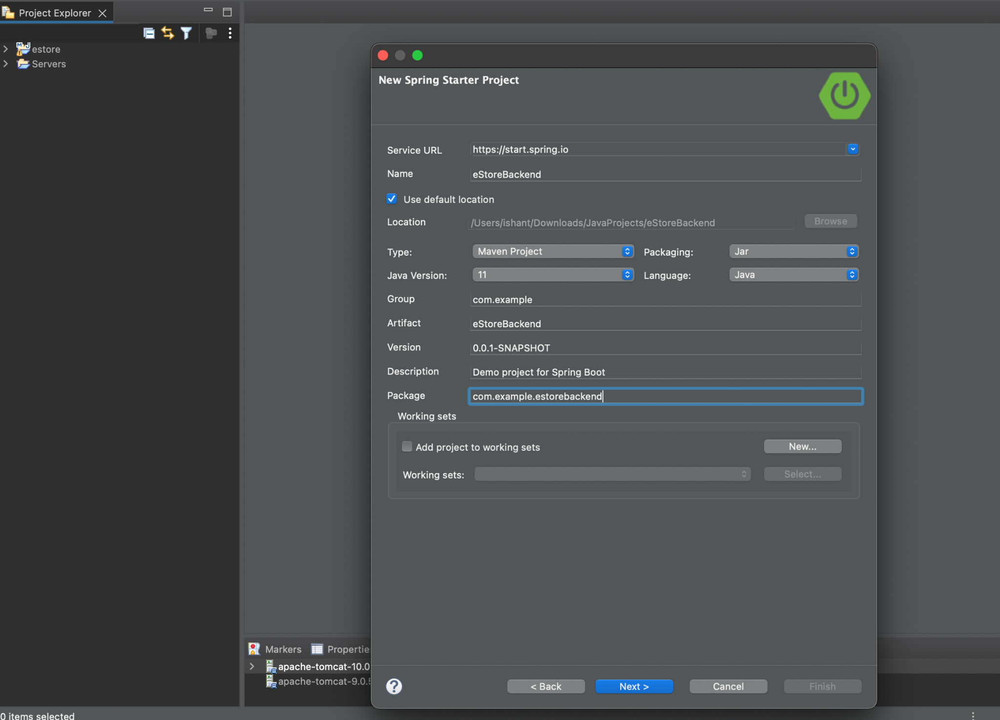 Project Explorer
estore
Servers
New Spring Starter Project
Service URL https://start.spring.io
Name eStoreBackend
Use default location
Location /Users/ishant/Downloads/JavaProjects/eStoreBackend Browse
Type: Maven Project Packaging: Jar
Java Version: 11 Language: Java
Group com.example
Artifact eStoreBackend
Version 0.0.1-SNAPSHOT
Description Demo project for Spring Boot
Package com.example.estorebackend
Working sets
Add project to working sets New...
Working sets: Select...
Markers Propertie
apache-tomcat-10.0
apache-tomcat-9.0.5
? < Back Next > Cancel Finish
0 items selected